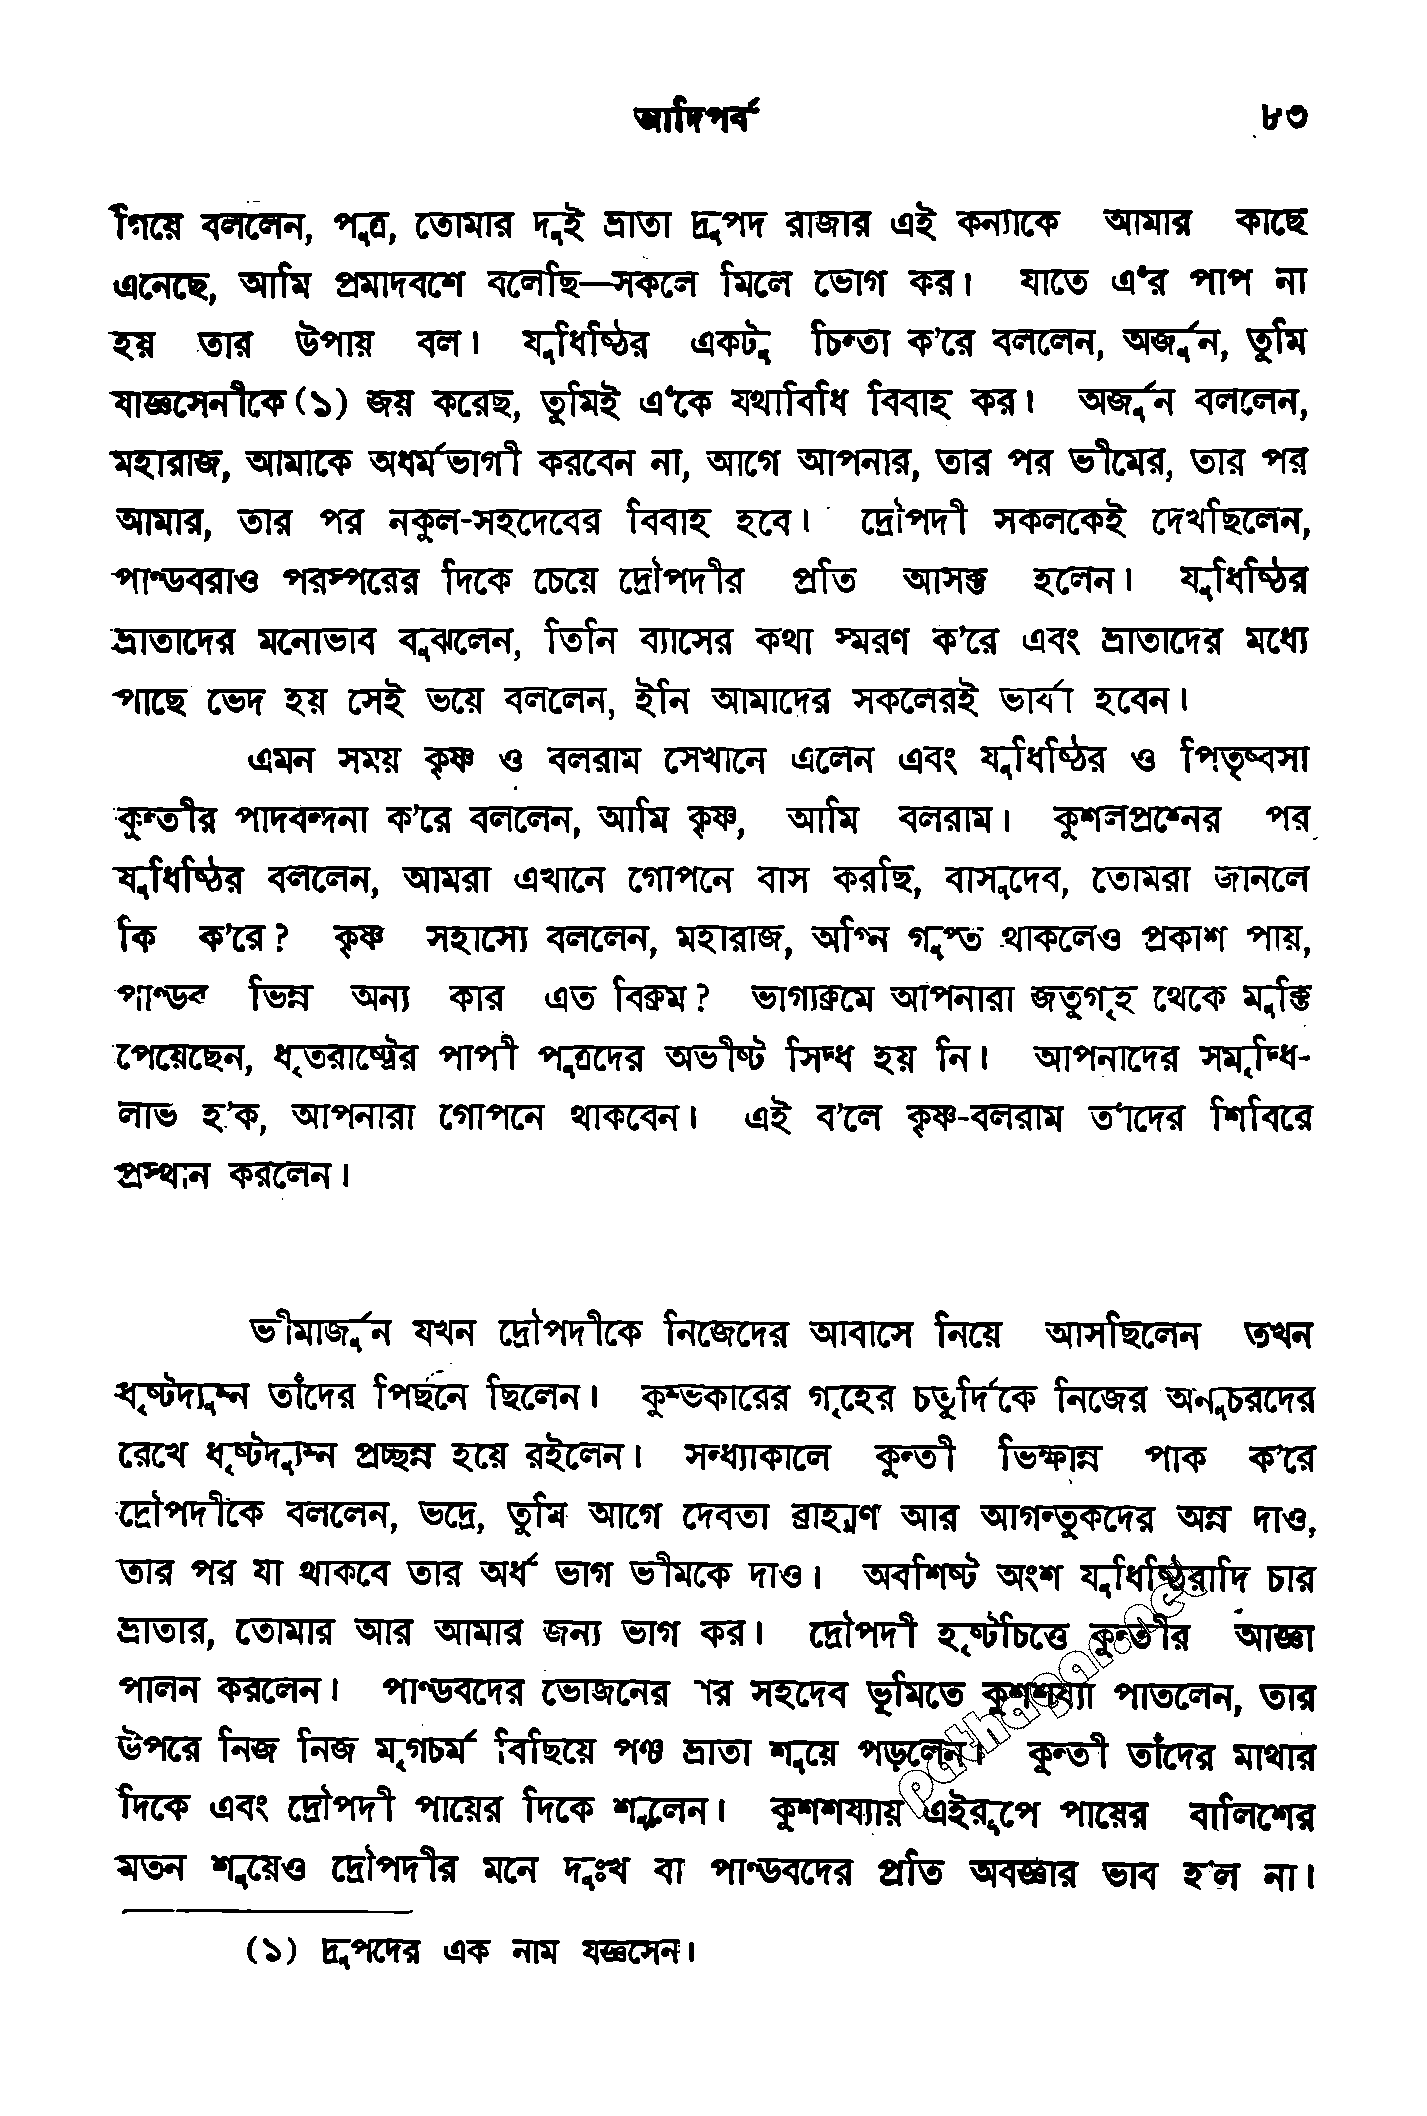 আদিপর্ব ৮৩
গিয়ে বললেন, পুত্র, তোমার দুই ভ্রাতা দ্রুপদ রাজার এই কন্যাকে আমার কাছে
এনেছে, আমি প্রমাদবশে বলেছি—সকলে মিলে ভোগ কর। যাতে এঁর পাপ না
হয় তার উপায় বল। যুধিষ্ঠির একটু চিন্তা ক'রে বললেন, অর্জুন, তুমি
যাজ্ঞসেনীকে(১) জয় করেছ, তুমিই এঁকে যথাবিধি বিবাহ কর। অর্জুন বললেন,
মহারাজ, আমাকে অধর্মভাগী করবেন না, আগে আপনার, তার পর ভীমের, তার পর
আমার, তার পর নকুল-সহদেবের বিবাহ হবে। দ্রৌপদী সকলকেই দেখছিলেন,
পাণ্ডবরাও পরস্পরের দিকে চেয়ে দ্রৌপদীর প্রতি আসক্ত হলেন। যুধিষ্ঠির
ভ্রাতাদের মনোভাব বুঝলেন, তিনি ব্যাসের কথা স্মরণ ক'রে এবং ভ্রাতাদের মধ্যে
পাছে ভেদ হয় সেই ভয়ে বললেন, ইনি আমাদের সকলেরই ভার্যা হবেন।
এমন সময় কৃষ্ণ ও বলরাম সেখানে এলেন এবং যুধিষ্ঠির ও পিতৃষ্বসা
কুন্তীর পাদবন্দনা ক'রে বললেন, আমি কৃষ্ণ, আমি বলরাম। কুশলপ্রশ্নের পর
যুধিষ্ঠির বললেন, আমরা এখানে গোপনে বাস করছি, বাসুদেব, তোমরা জানলে
কি ক'রে? কৃষ্ণ সহাস্যে বললেন, মহারাজ, অগ্নি গুপ্ত থাকলেও প্রকাশ পায়,
পাণ্ডব ভিন্ন অন্য কার এত বিক্রম? ভাগ্যক্রমে আপনারা জতুগৃহ থেকে মুক্তি
পেয়েছেন, ধৃতরাষ্ট্রের পাপী পুত্রদের অভীষ্ট সিদ্ধ হয় নি। আপনাদের সমৃদ্ধি-
লাভ হ'ক, আপনারা গোপনে থাকবেন। এই ব'লে কৃষ্ণ-বলরাম তাঁদের শিবিরে
প্রস্থান করলেন।
ভীমার্জুন যখন দ্রৌপদীকে নিজেদের আবাসে নিয়ে আসছিলেন তখন
ধৃষ্টদ্যুম্ন তাঁদের পিছনে ছিলেন। কুম্ভকারের গৃহের চতুর্দিকে নিজের অনুচরদের
রেখে ধৃষ্টদ্যুম্ন প্রচ্ছন্ন হয়ে রইলেন। সন্ধ্যাকালে কুন্তী ভিক্ষান্ন পাক ক'রে
দ্রৌপদীকে বললেন, ভদ্রে, তুমি আগে দেবতা ব্রাহ্মণ আর আগন্তুকদের অন্ন দাও,
তার পর যা থাকবে তার অর্ধ ভাগ ভীমকে দাও। অবশিষ্ট অংশ যুধিষ্ঠিরাদি চার
ভ্রাতার, তোমার আর আমার জন্য ভাগ কর। দ্রৌপদী হৃষ্টচিত্তে কুন্তীর আজ্ঞা
পালন করলেন। পাণ্ডবদের ভোজনের পর সহদেব ভূমিতে কুশশয্যা পাতলেন, তার
উপরে নিজ নিজ মৃগচর্ম বিছিয়ে পঞ্চ ভ্রাতা শুয়ে পড়লেন। কুন্তী তাঁদের মাথার
দিকে এবং দ্রৌপদী পায়ের দিকে শুলেন। কুশশয্যায় এইরূপে পায়ের বালিশের
মতন শুয়েও দ্রৌপদীর মনে দুঃখ বা পাণ্ডবদের প্রতি অবজ্ঞার ভাব হ'ল না।
(১) দ্রুপদের এক নাম যজ্ঞসেন।